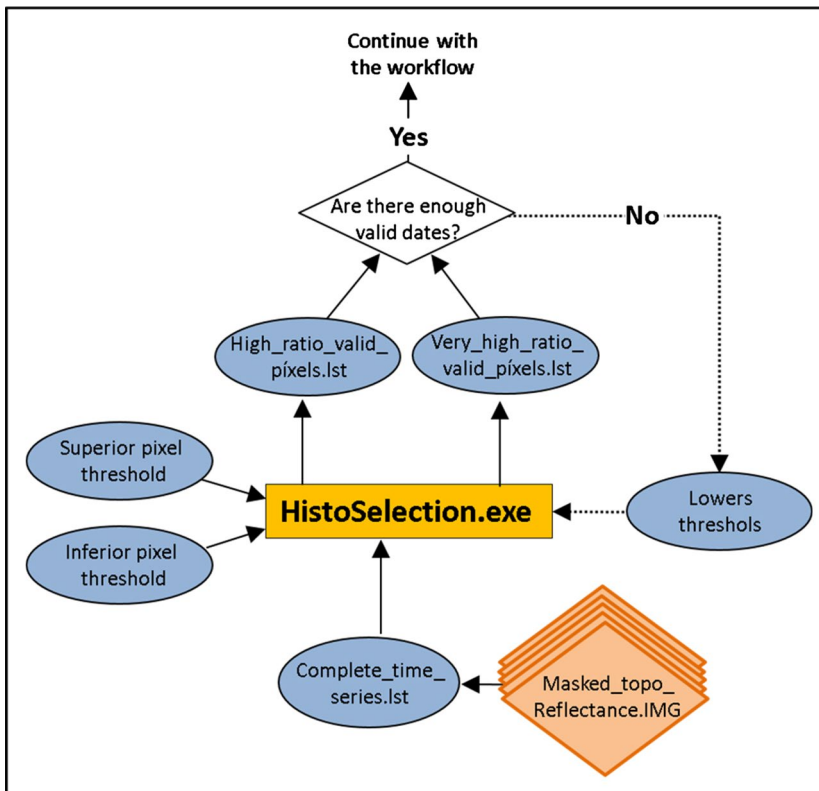 Continue with
the workflow
Yes
Are there enough
valid dates?
No
High_ratio_valid_
píxels.lst
Very_high_ratio_
valid_píxels.lst
Superior pixel
threshold
HistoSelection.exe
Lowers
threshols
Inferior pixel
threshold
Complete_time_
series.lst
Masked_topo_
Reflectance.IMG